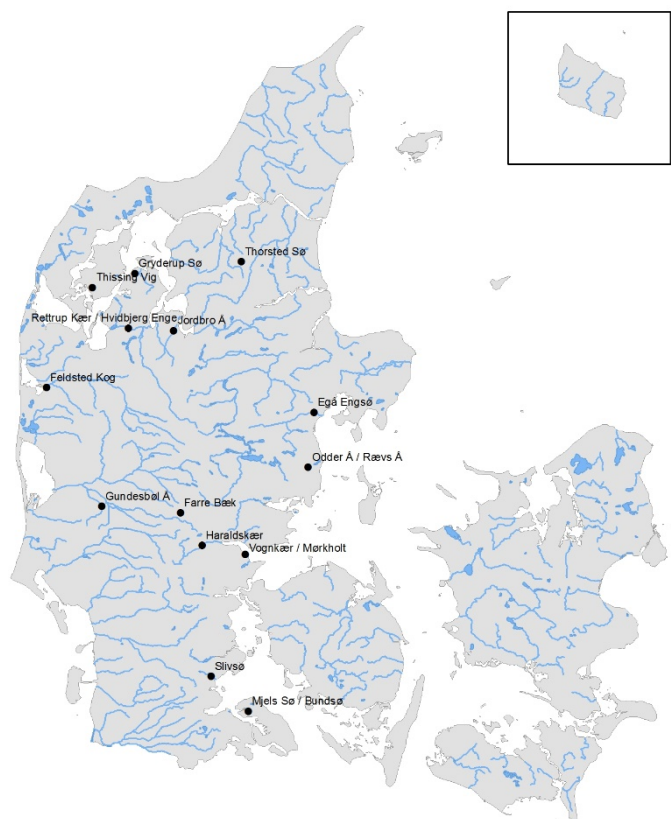 Thorsted Sø
Gryderup Sø
Thissing Vig
Rettrup Kær / Hvidbjerg Enge
Jordbro Å
Feldsted Kog
Egå Engsø
Odder Å / Rævs Å
Gundesbøl Å
Farre Bæk
Haraldskær
Vognkær / Mørkholt
Slivsø
Mjels Sø / Bundsø